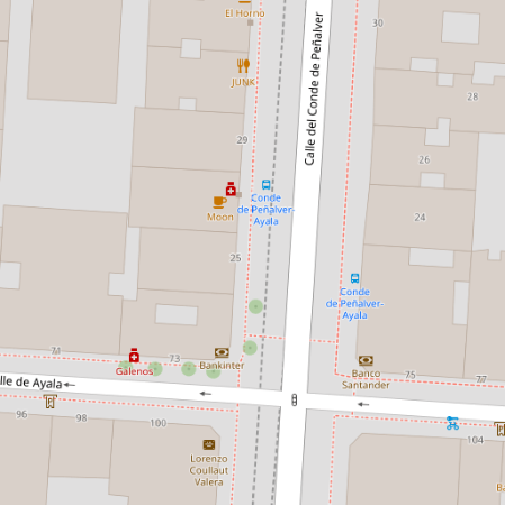 El Horno
30
JUNK
Calle del Conde de Peñalver
28
29
26
Conde
de Peñalver-
Ayala
Moon
24
25
Conde
de Peñalver-
Ayala
73
Galenos
Bankinter
Banco
Santander
75
77
lle de Ayala
96
98
100
104
Lorenzo
Coullaut
Valera